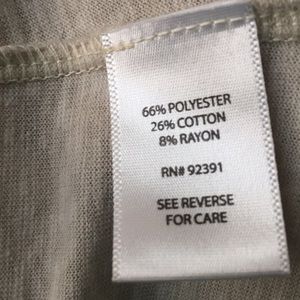 66% POLYESTER
26% COTTON
8% RAYON
RN# 92391
SEE REVERSE
FOR CARE